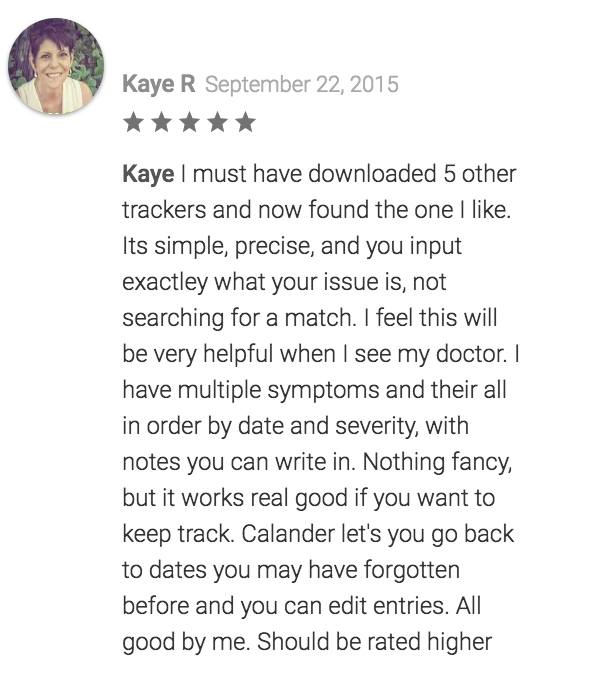 Kaye R September 22, 2015
★★★★★
Kaye I must have downloaded 5 other
trackers and now found the one I like.
Its simple, precise, and you input
exactley what your issue is, not
searching for a match. I feel this will
be very helpful when I see my doctor. I
have multiple symptoms and their all
in order by date and severity, with
notes you can write in. Nothing fancy,
but it works real good if you want to
keep track. Calander let's you go back
to dates you may have forgotten
before and you can edit entries. All
good by me. Should be rated higher